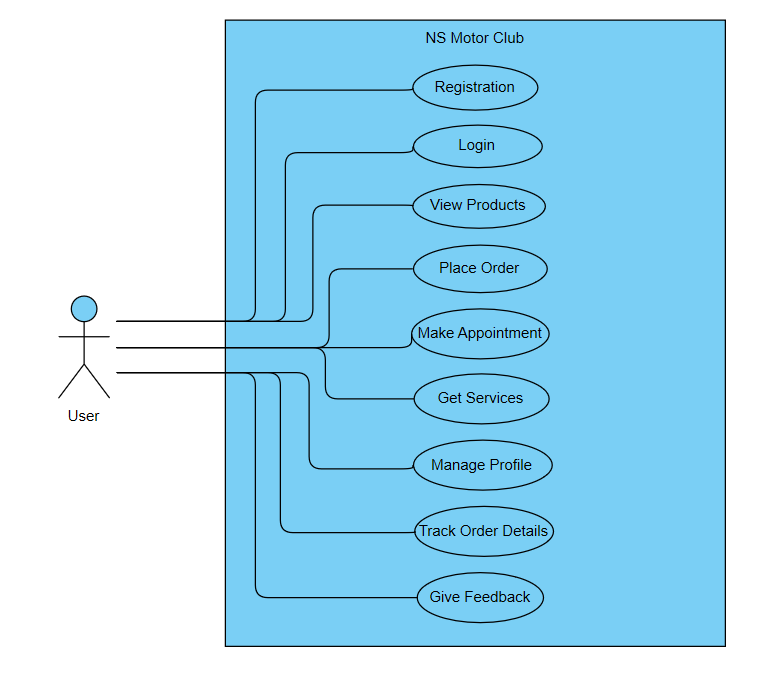 NS Motor Club
Registration
Login
View Products
Place Order
Make Appointment
Get Services
Manage Profile
Track Order Details
Give Feedback
User